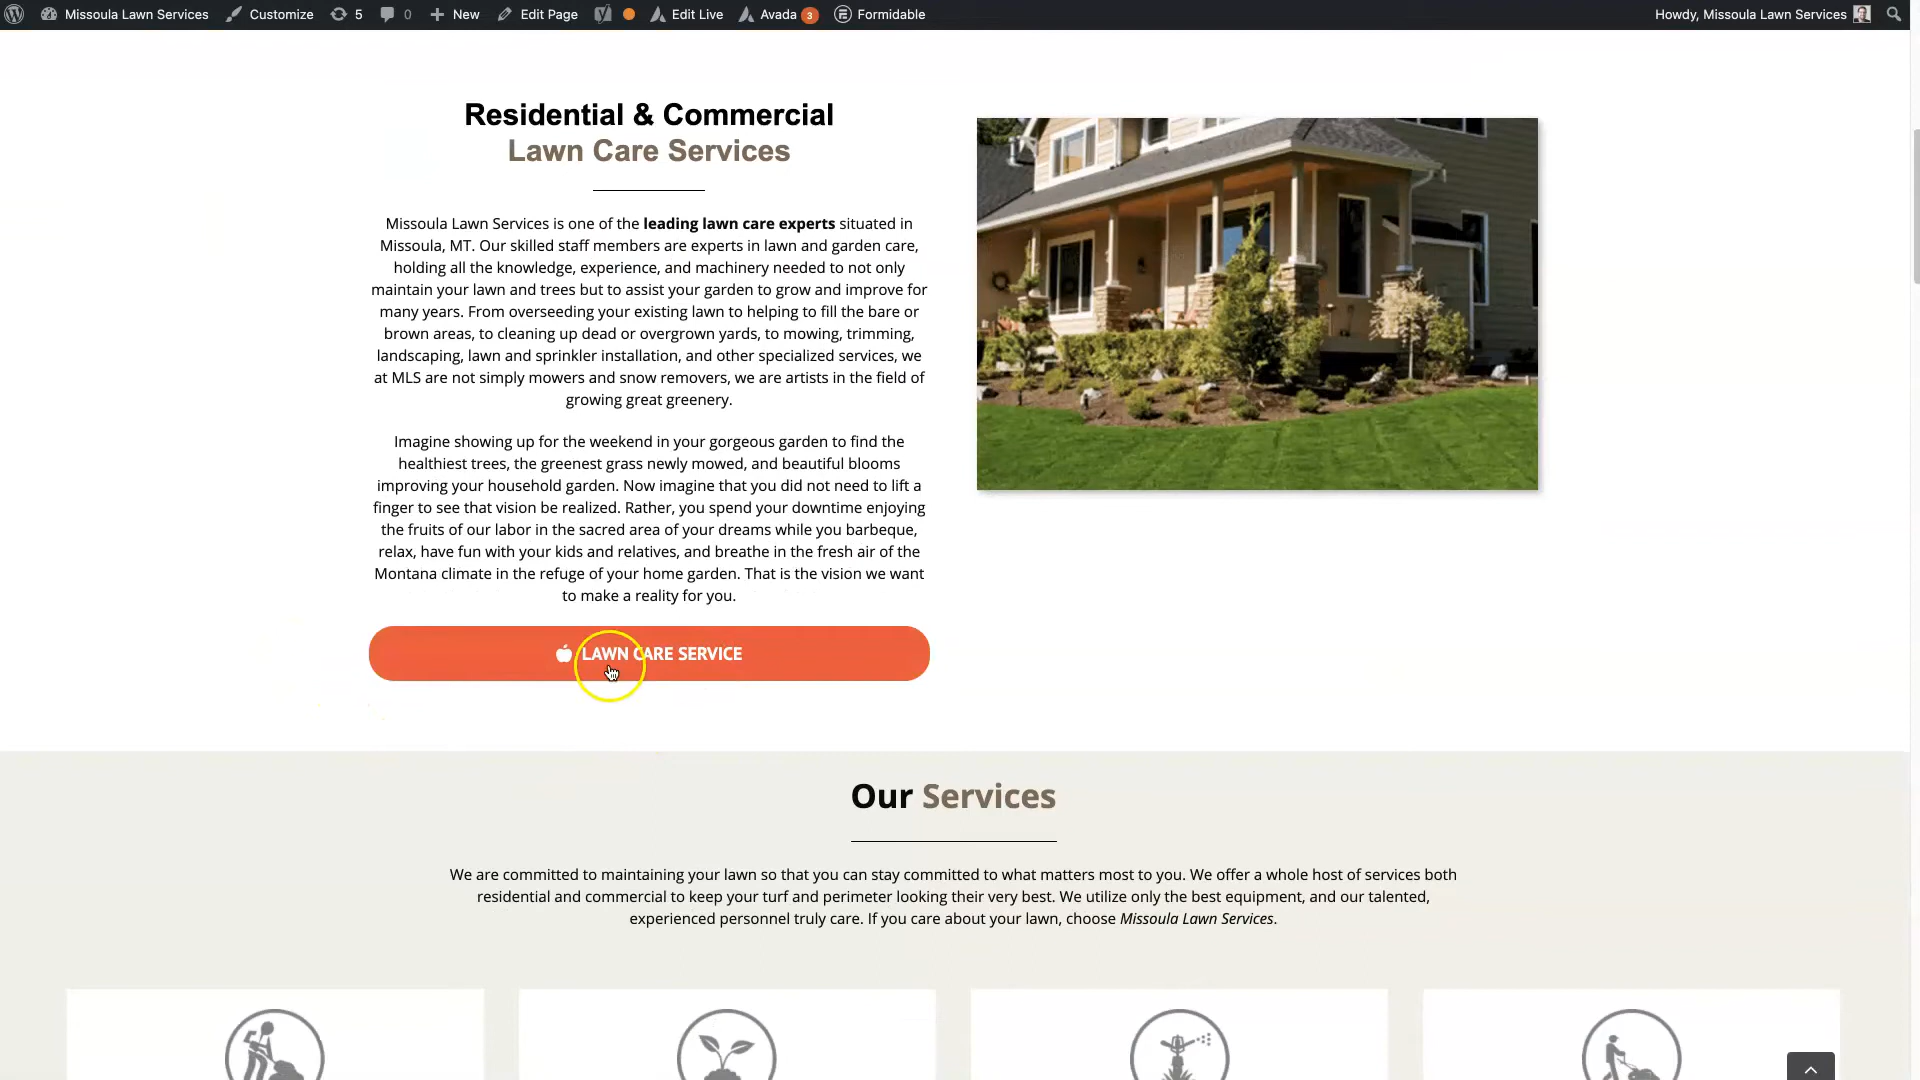 Missoula Lawn Services Customize 5 0 New Edit Page Edit Live Avada 3 Formidable Howdy, Missoula Lawn Services
Residential & Commercial
Lawn Care Services
Missoula Lawn Services is one of the leading lawn care experts situated in
Missoula, MT. Our skilled staff members are experts in lawn and garden care,
holding all the knowledge, experience, and machinery needed to not only
maintain your lawn and trees but to assist your garden to grow and improve for
many years. From overseeding your existing lawn to helping to fill the bare or
brown areas, to cleaning up dead or overgrown yards, to mowing, trimming,
landscaping, lawn and sprinkler installation, and other specialized services, we
at MLS are not simply mowers and snow removers, we are artists in the field of
growing great greenery.
Imagine showing up for the weekend in your gorgeous garden to find the
healthiest trees, the greenest grass newly mowed, and beautiful blooms
improving your household garden. Now imagine that you did not need to lift a
finger to see that vision be realized. Rather, you spend your downtime enjoying
the fruits of our labor in the sacred area of your dreams while you barbeque,
relax, have fun with your kids and relatives, and breathe in the fresh air of the
Montana climate in the refuge of your home garden. That is the vision we want
to make a reality for you.
LAWN CARE SERVICE
Our Services
We are committed to maintaining your lawn so that you can stay committed to what matters most to you. We offer a whole host of services both
residential and commercial to keep your turf and perimeter looking their very best. We utilize only the best equipment, and our talented,
experienced personnel truly care. If you care about your lawn, choose Missoula Lawn Services.